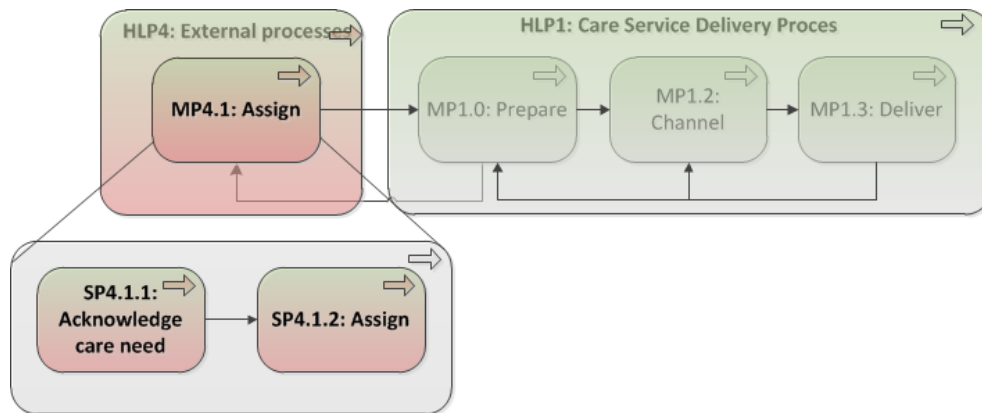 HLP4: External processes
HLP1: Care Service Delivery Proces
MP4.1: Assign
MP1.0: Prepare
MP1.2:
Channel
MP1.3: Deliver
SP4.1.1:
Acknowledge
care need
SP4.1.2: Assign